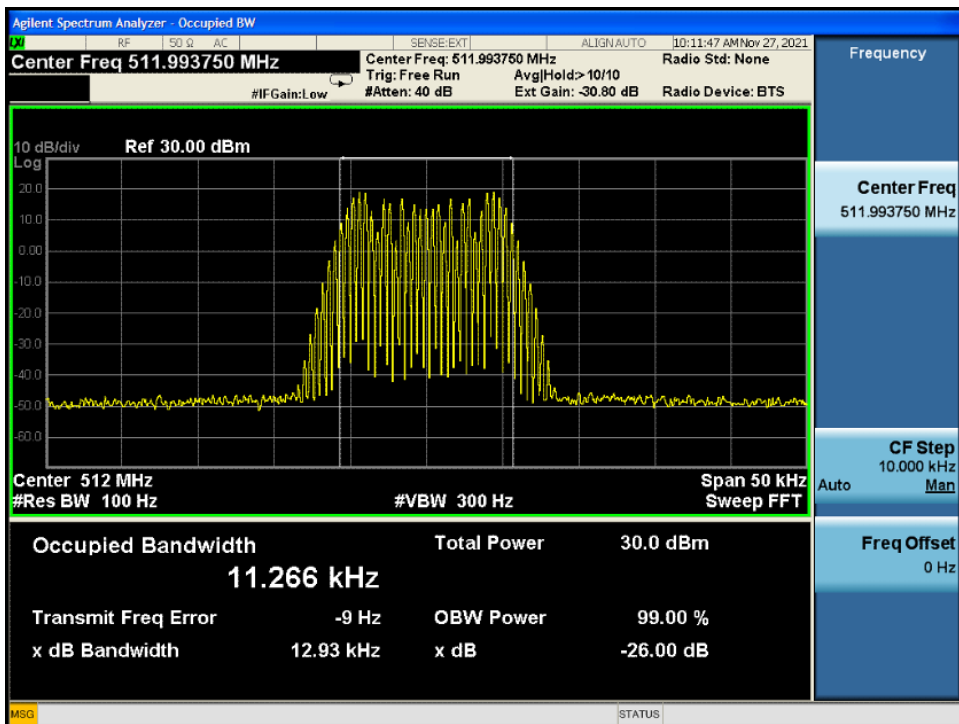 Agilent Spectrum Analyzer - Occupied BW
LXI RF 50 Ω AC SENSE:EXT ALIGN AUTO 10:11:47 AM Nov 27, 2021
Center Freq 511.993750 MHz
Center Freq: 511.993750 MHz Radio Std: None
Trig: Free Run Avg|Hold:> 10/10
#IFGain:Low #Atten: 40 dB Ext Gain: -30.80 dB Radio Device: BTS
10 dB/div Ref 30.00 dBm
Log
20.0
10.0
0.00
-10.0
-20.0
-30.0
-40.0
-50.0
-60.0
Center 512 MHz Span 50 kHz
#Res BW 100 Hz #VBW 300 Hz Sweep FFT
Occupied Bandwidth Total Power 30.0 dBm
11.266 kHz
Transmit Freq Error -9 Hz OBW Power 99.00 %
x dB Bandwidth 12.93 kHz x dB -26.00 dB
Frequency
Center Freq
511.993750 MHz
CF Step
10.000 kHz
Auto Man
Freq Offset
0 Hz
MSG STATUS